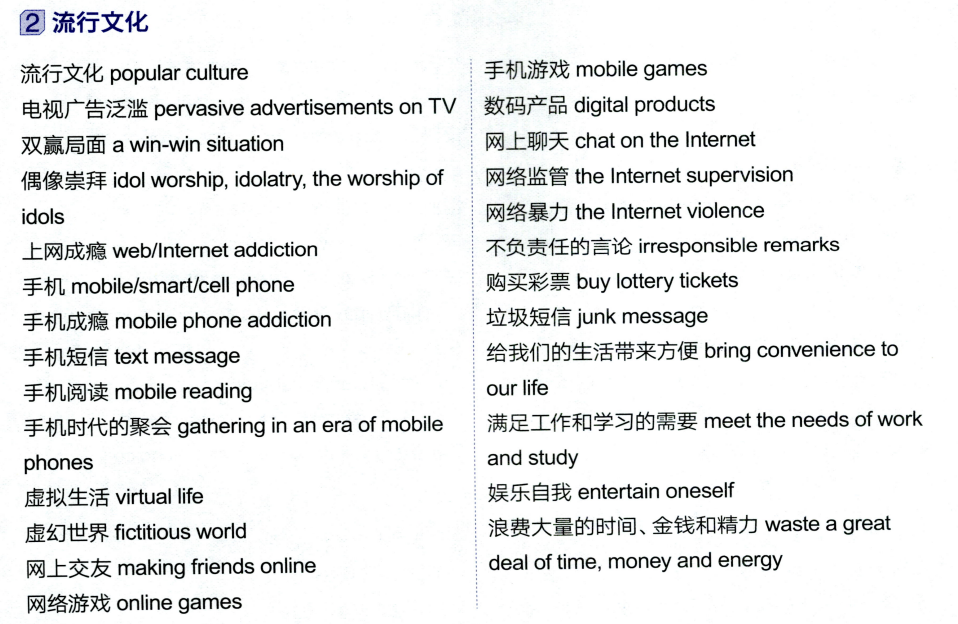 2 流行文化
流行文化 popular culture
电视广告泛滥 pervasive advertisements on TV
双赢局面 a win-win situation
偶像崇拜 idol worship, idolatry, the worship of
idols
上网成瘾 web/Internet addiction
手机 mobile/smart/cell phone
手机成瘾 mobile phone addiction
手机短信 text message
手机阅读 mobile reading
手机时代的聚会 gathering in an era of mobile
phones
虚拟生活 virtual life
虚幻世界 fictitious world
网上交友 making friends online
网络游戏 online games
手机游戏 mobile games
数码产品 digital products
网上聊天 chat on the Internet
网络监管 the Internet supervision
网络暴力 the Internet violence
不负责任的言论 irresponsible remarks
购买彩票 buy lottery tickets
垃圾短信 junk message
给我们的生活带来方便 bring convenience to
our life
满足工作和学习的需要 meet the needs of work
and study
娱乐自我 entertain oneself
浪费大量的时间、金钱和精力 waste a great
deal of time, money and energy